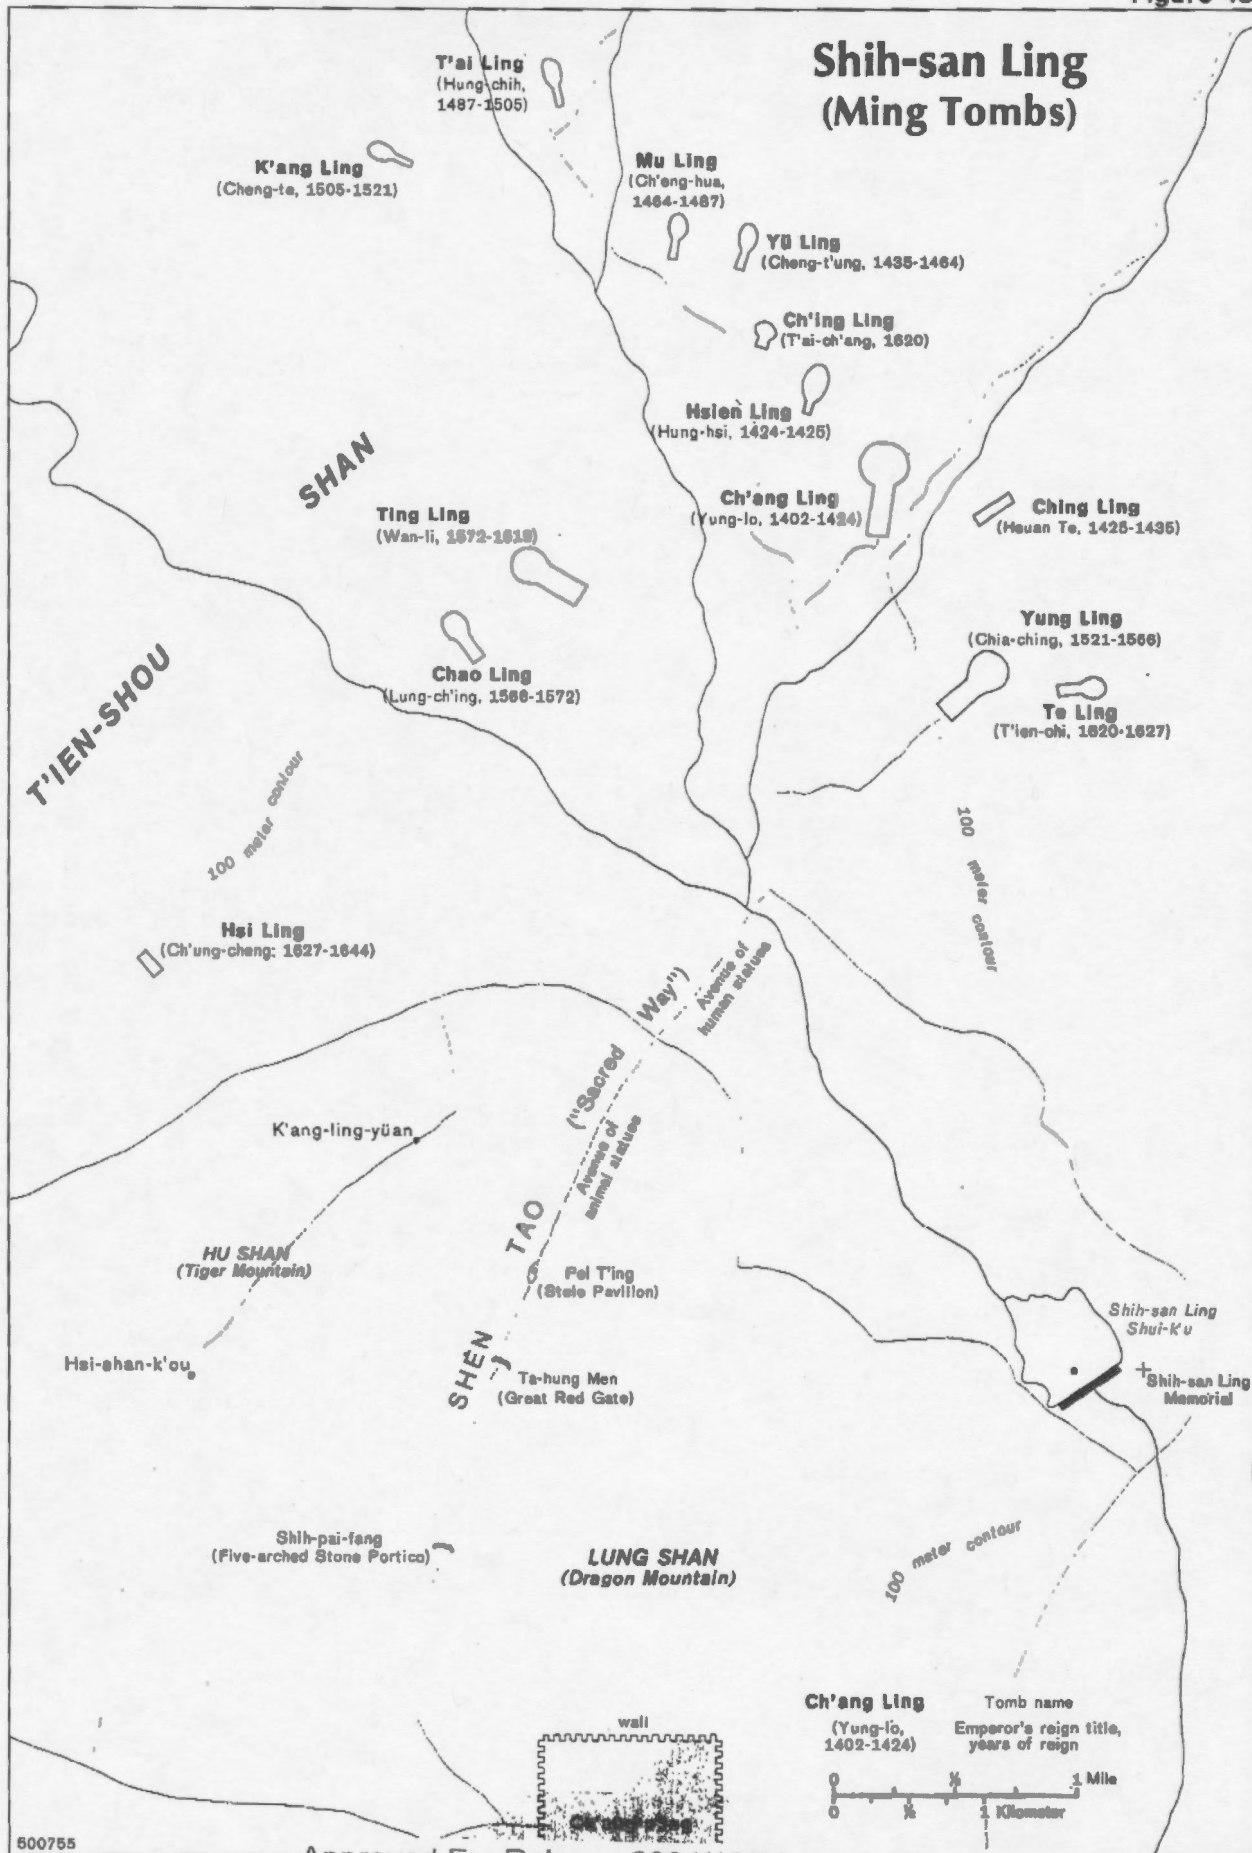 Shih-san Ling
(Ming Tombs)
T'ai Ling
(Hung-chih,
1487-1505)
K'ang Ling
(Cheng-te, 1505-1521)
Mu Ling
(Ch'eng-hua,
1464-1487)
Yü Ling
(Cheng-t'ung, 1435-1464)
Ch'ing Ling
(T'ai-ch'ang, 1620)
Hsien Ling
(Hung-hsi, 1424-1425)
SHAN
Ting Ling
(Wan-li,
Ch'ang Ling
(Yung-lo, 1402-1424)
Ching Ling
(Hsuan Te, 1425-1435)
Yung Ling
(Chia-ching, 1521-1566)
Chao Ling
(Lung-ch'ing, 1566-1572)
Te Ling
(T'ien-chi, 1620-1627)
T'IEN-SHOU
100 meter contour
100 meter contour
Hsi Ling
(Ch'ung-cheng; 1627-1644)
SHEN TAO ("Sacred Way")
Avenue of
human statues
Avenue of
animal statues
K'ang-ling-yüan
HU SHAN
(Tiger Mountain)
Pei T'ing
(Stele Pavilion)
Hsi-shan-k'ou
Ta-hung Men
(Great Red Gate)
Shih-san Ling
Shui-k'u
Shih-san Ling
Memorial
Shih-pai-fang
(Five-arched Stone Portico)
LUNG SHAN
(Dragon Mountain)
100 meter contour
Ch'ang Ling
(Yung-lo,
1402-1424)
Tomb name
Emperor's reign title,
years of reign
wall
0 ½ 1 Mile
0 ½ 1 Kilometer
500755